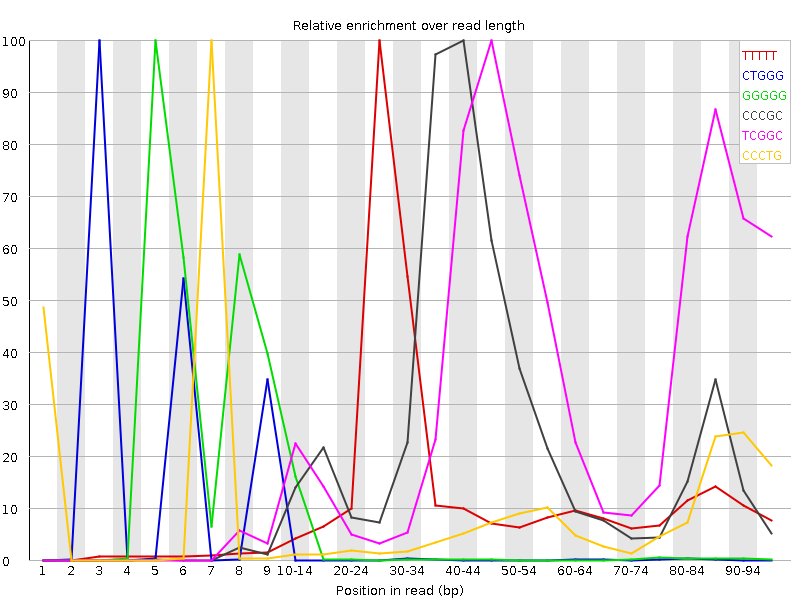 Relative enrichment over read length
100
90
80
70
60
50
40
30
20
10
0
TTTTT
CTGGG
GGGGG
CCCGC
TCGGC
CCCTG
1 2 3 4 5 6 7 8 9 10-14 20-24 30-34 40-44 50-54 60-64 70-74 80-84 90-94
Position in read (bp)